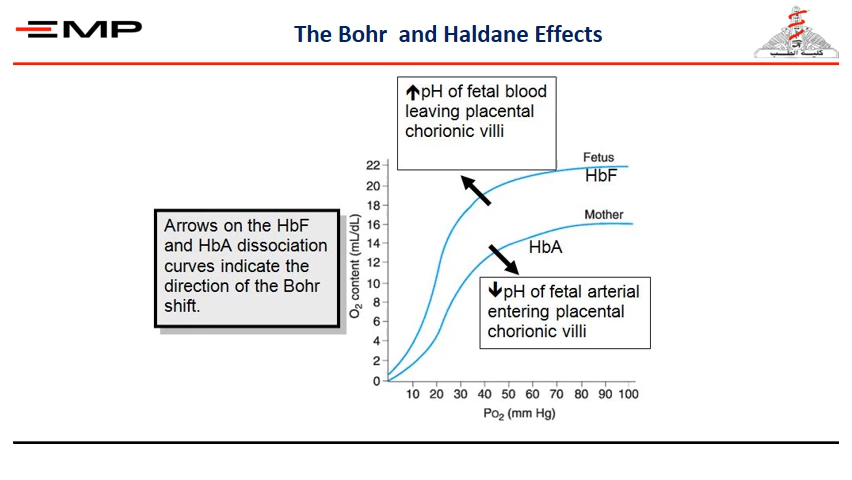 EMP
The Bohr and Haldane Effects
كلية الطب
🡹pH of fetal blood
leaving placental
chorionic villi
Arrows on the HbF
and HbA dissociation
curves indicate the
direction of the Bohr
shift.
Fetus
HbF
Mother
HbA
🡻pH of fetal arterial
entering placental
chorionic villi
O₂ content (mL/dL)
22
20
18
16
14
12
10
8
6
4
2
0
10 20 30 40 50 60 70 80 90 100
PO₂ (mm Hg)